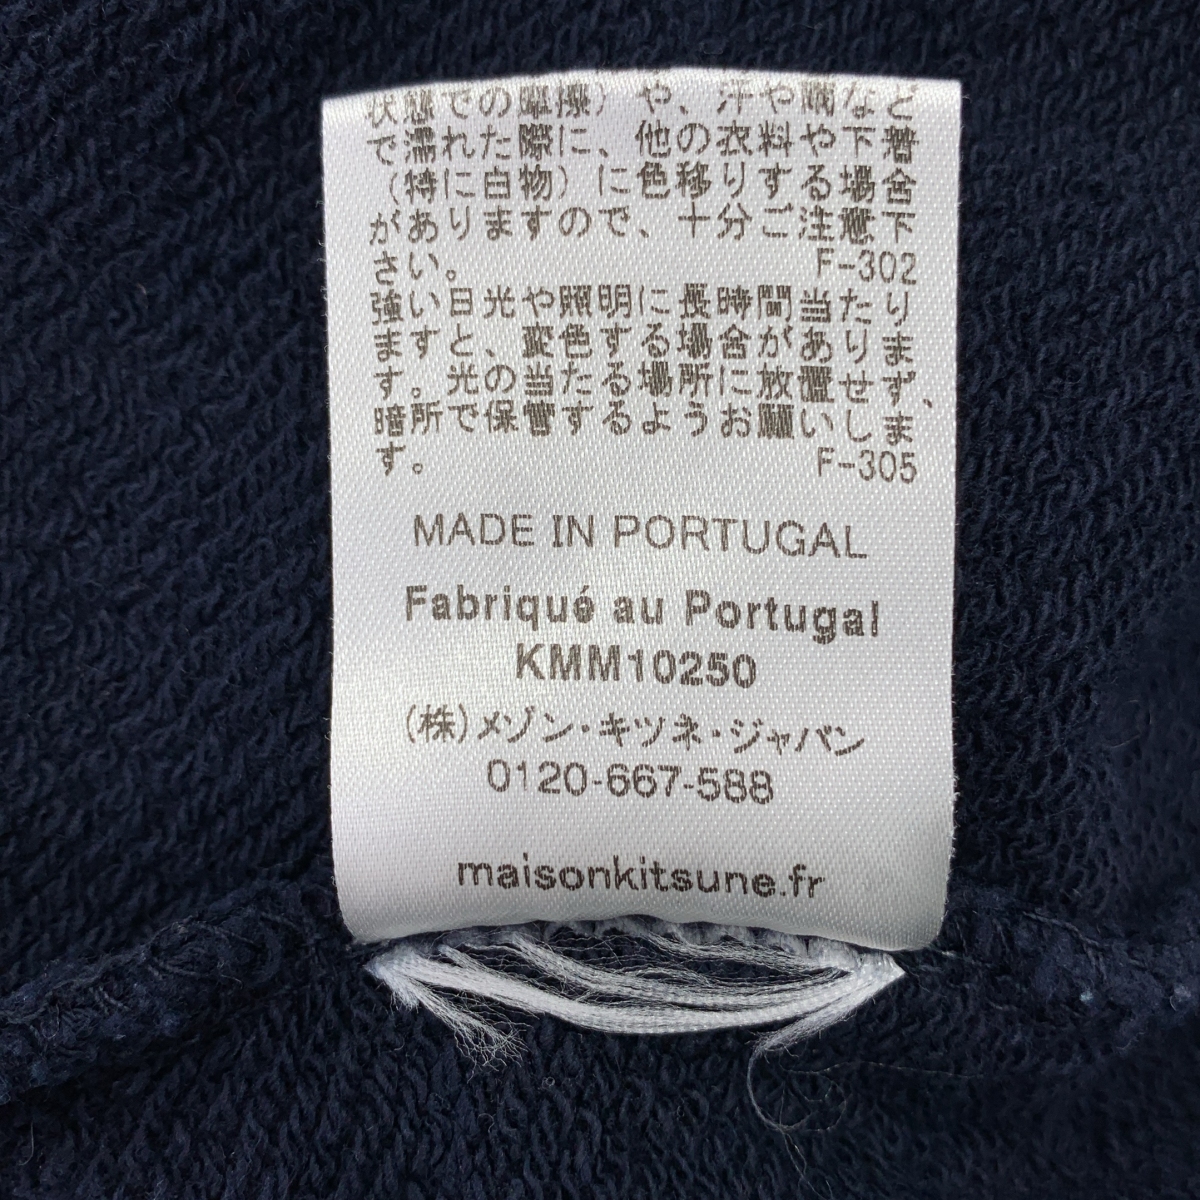 状態での摩擦）や、汗や雨など
で濡れた際に、他の衣料や下着
（特に白物）に色移りする場合
がありますので、十分ご注意下
さい。 F-302
強い日光や照明に長時間当たり
ますと、変色する場合がありま
す。光の当たる場所に放置せず、
暗所で保管するようお願いしま
す。 F-305
MADE IN PORTUGAL
Fabriqué au Portugal
KMM10250
(株)メゾン・キツネ・ジャパン
0120-667-588
maisonkitsune.fr